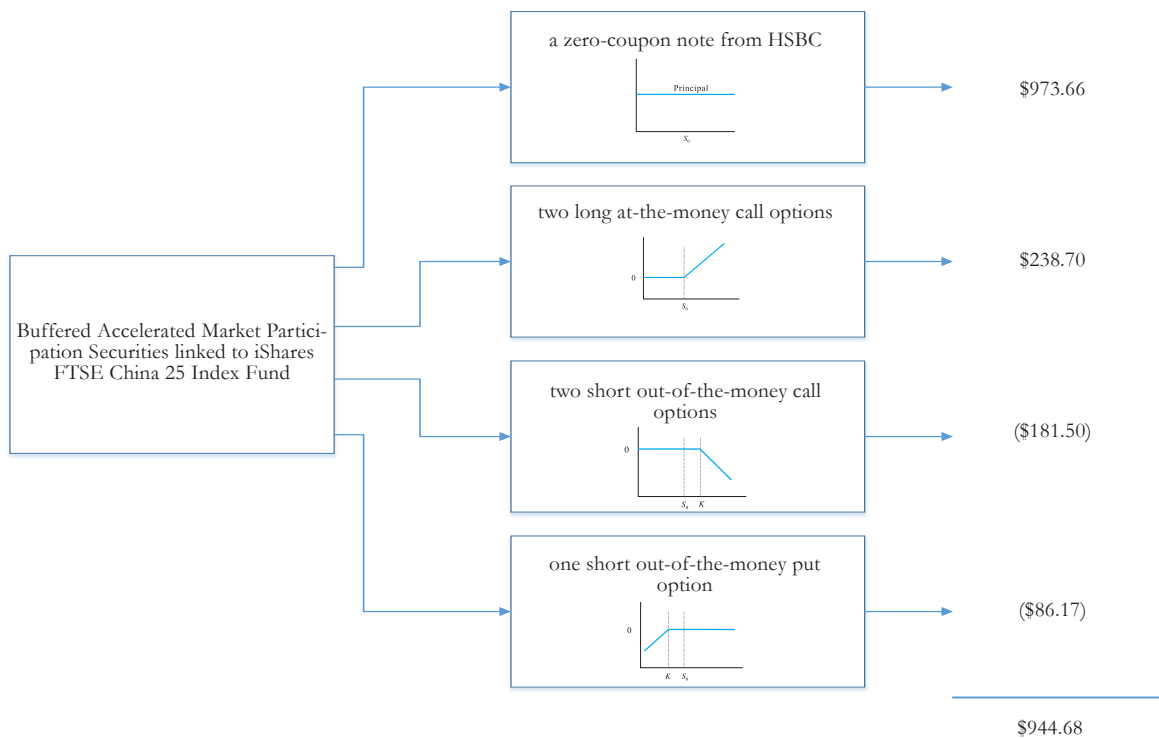 a zero-coupon note from HSBC
Principal
S0
$973.66
two long at-the-money call options
0
S0
$238.70
Buffered Accelerated Market Partici-
pation Securities linked to iShares
FTSE China 25 Index Fund
two short out-of-the-money call
options
0
S0 K
($181.50)
one short out-of-the-money put
option
0
K S0
($86.17)
$944.68